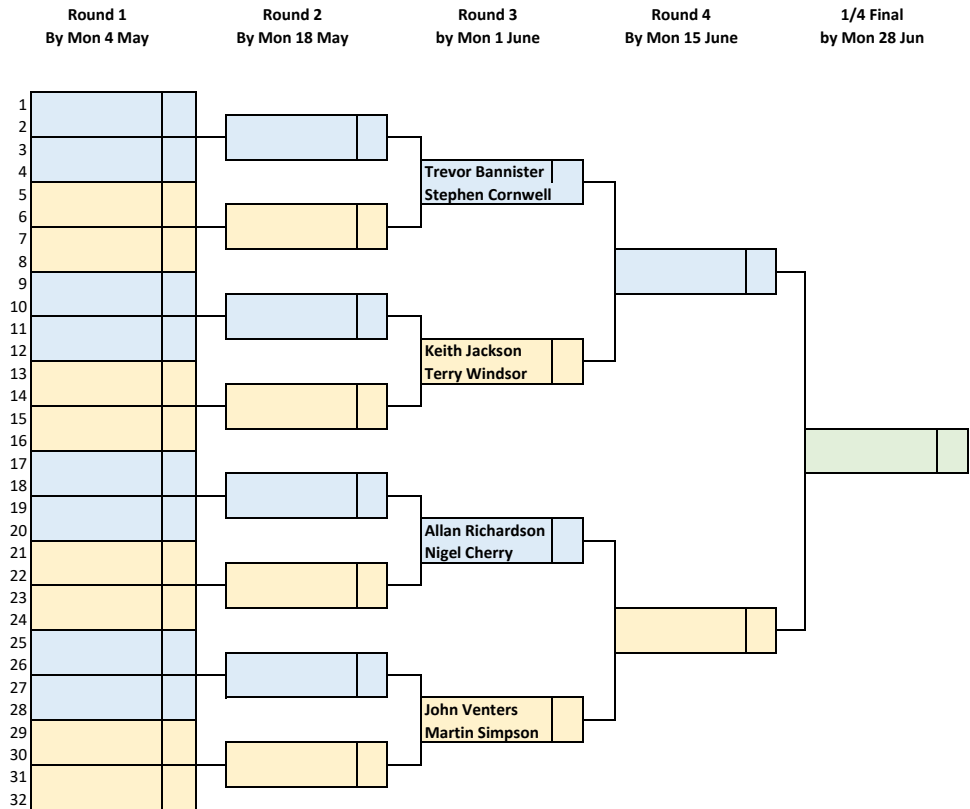 Round 1
By Mon 4 May
Round 2
By Mon 18 May
Round 3
by Mon 1 June
Round 4
By Mon 15 June
1/4 Final
by Mon 28 Jun
1
2
3
4
5
6
7
8
9
10
11
12
13
14
15
16
17
18
19
20
21
22
23
24
25
26
27
28
29
30
31
32
Trevor Bannister
Stephen Cornwell
Keith Jackson
Terry Windsor
Allan Richardson
Nigel Cherry
John Venters
Martin Simpson